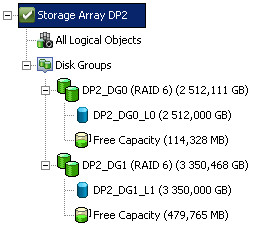 Storage Array DP2
All Logical Objects
Disk Groups
DP2_DG0 (RAID 6) (2 512,111 GB)
DP2_DG0_L0 (2 512,000 GB)
Free Capacity (114,328 MB)
DP2_DG1 (RAID 6) (3 350,468 GB)
DP2_DG1_L1 (3 350,000 GB)
Free Capacity (479,765 MB)